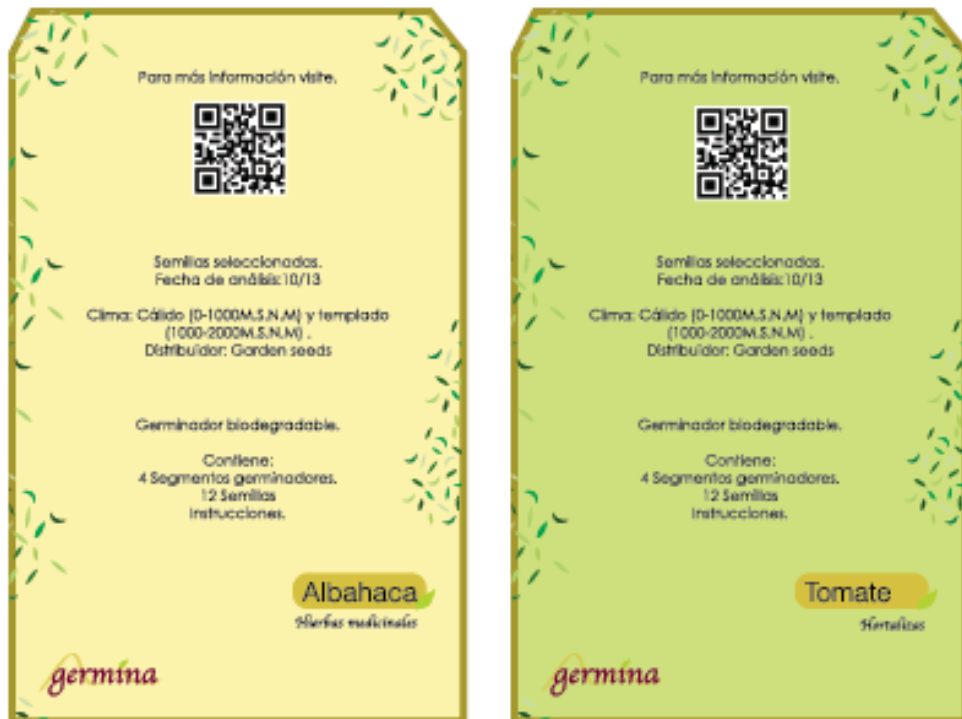 Para más información visite.
Semillas seleccionadas.
Fecha de análisis:10/13
Clima: Cálido (0-1000M.S.N.M) y templado
(1000-2000M.S.N.M) .
Distribuidor: Garden seeds
Germinador biodegradable.
Contiene:
4 Segmentos germinadores.
12 Semillas
Instrucciones.
Albahaca
Hierbas medicinales
germina
Para más información visite.
Semillas seleccionadas.
Fecha de análisis:10/13
Clima: Cálido (0-1000M.S.N.M) y templado
(1000-2000M.S.N.M) .
Distribuidor: Garden seeds
Germinador biodegradable.
Contiene:
4 Segmentos germinadores.
12 Semillas
Instrucciones.
Tomate
Hortalizas
germina